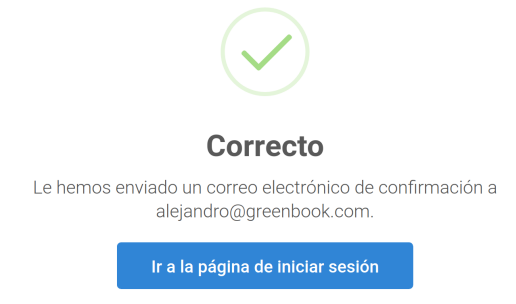 Correcto
Le hemos enviado un correo electrónico de confirmación a
alejandro@greenbook.com.
Ir a la página de iniciar sesión